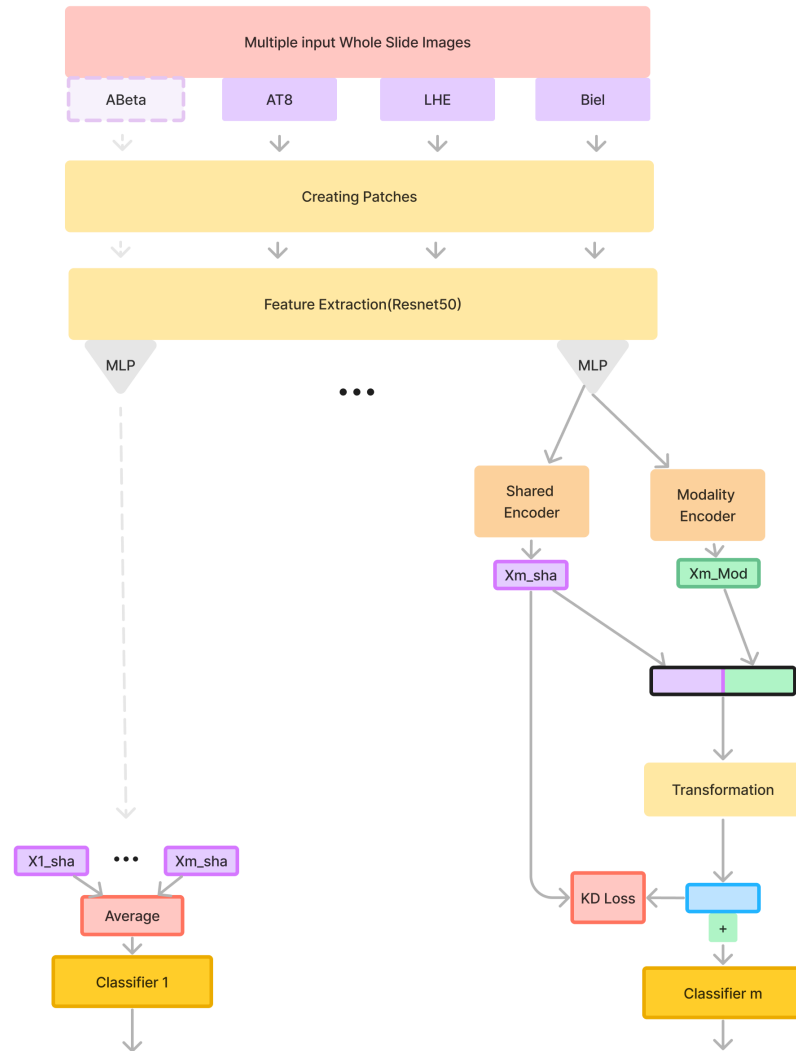 Multiple input Whole Slide Images
ABeta
AT8
LHE
Biel
Creating Patches
Feature Extraction(Resnet50)
MLP
MLP
Shared
Encoder
Modality
Encoder
Xm_sha
Xm_Mod
Transformation
X1_sha
Xm_sha
KD Loss
Average
+
Classifier 1
Classifier m